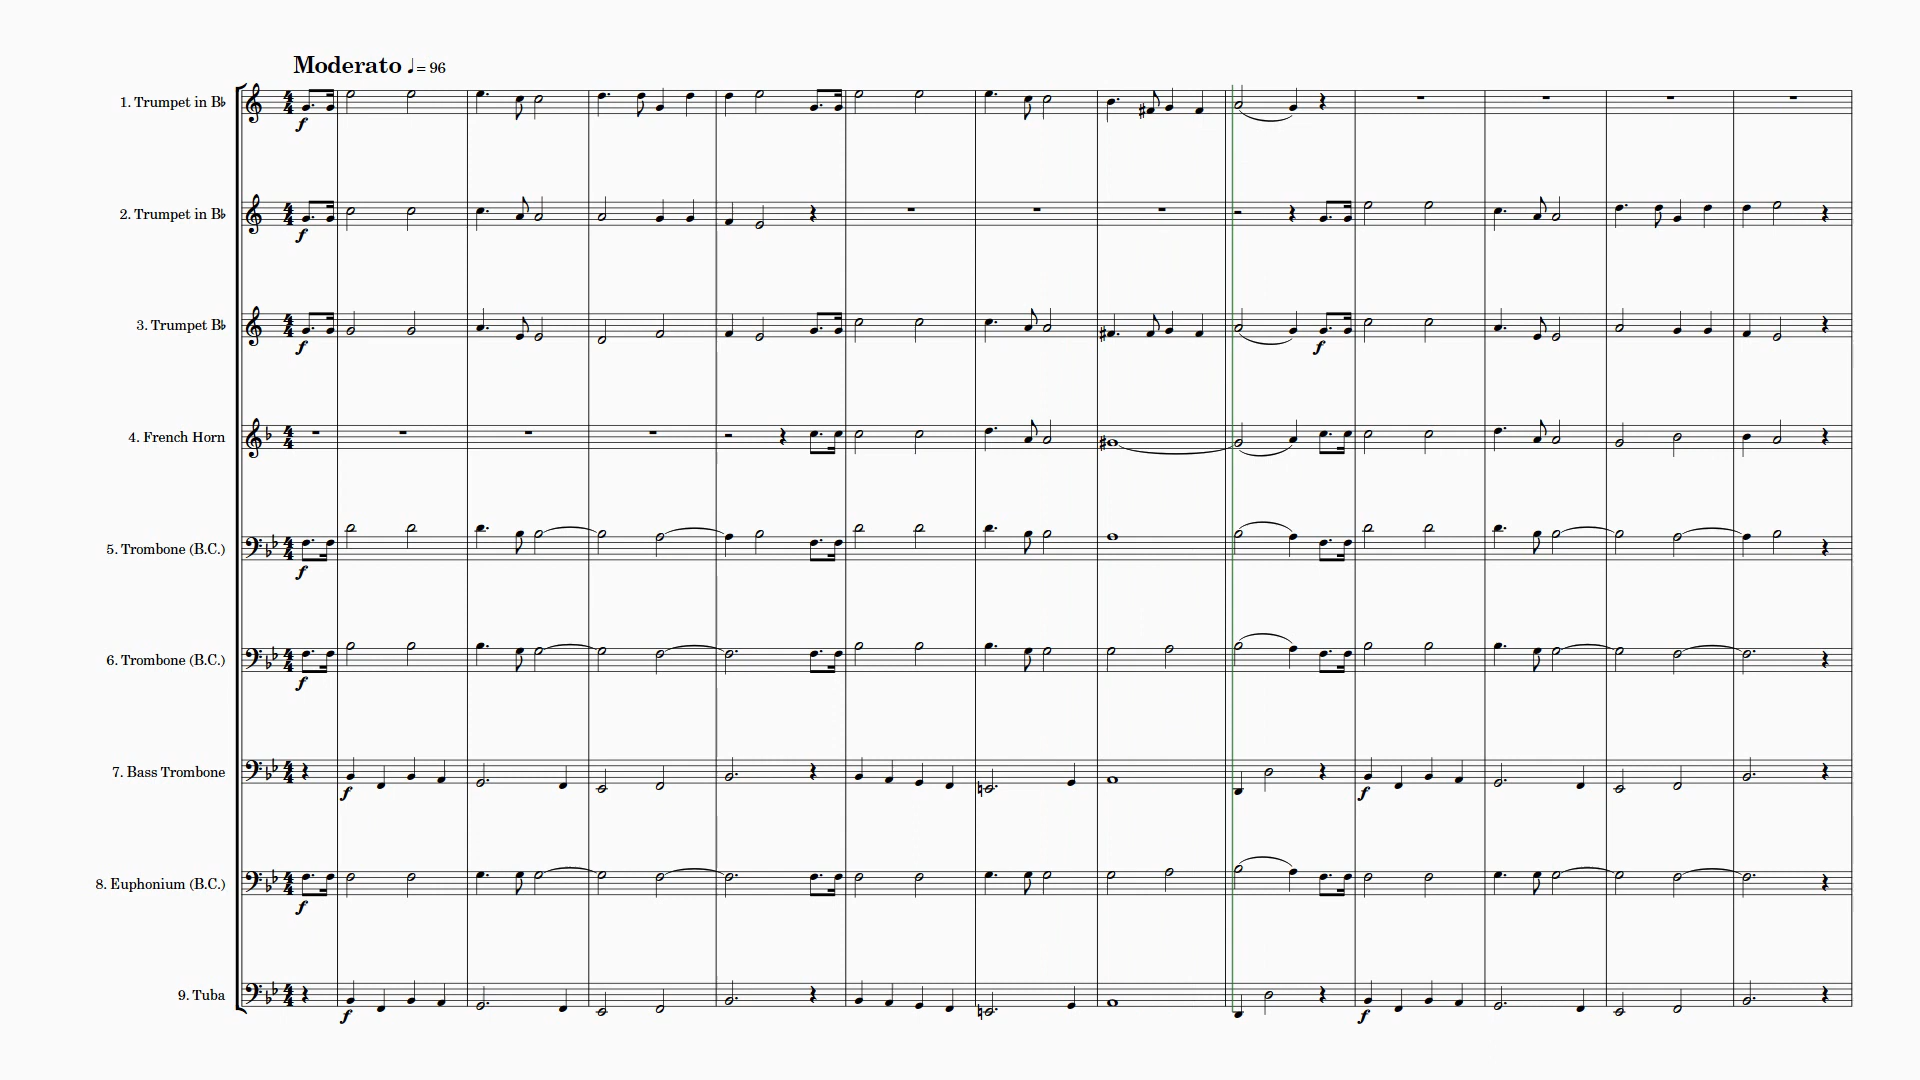 Moderato ♩= 96
1. Trumpet in B♭
f
2. Trumpet in B♭
f
3. Trumpet B♭
f
f
4. French Horn
5. Trombone (B.C.)
f
6. Trombone (B.C.)
f
7. Bass Trombone
f
f
8. Euphonium (B.C.)
f
9. Tuba
f
f